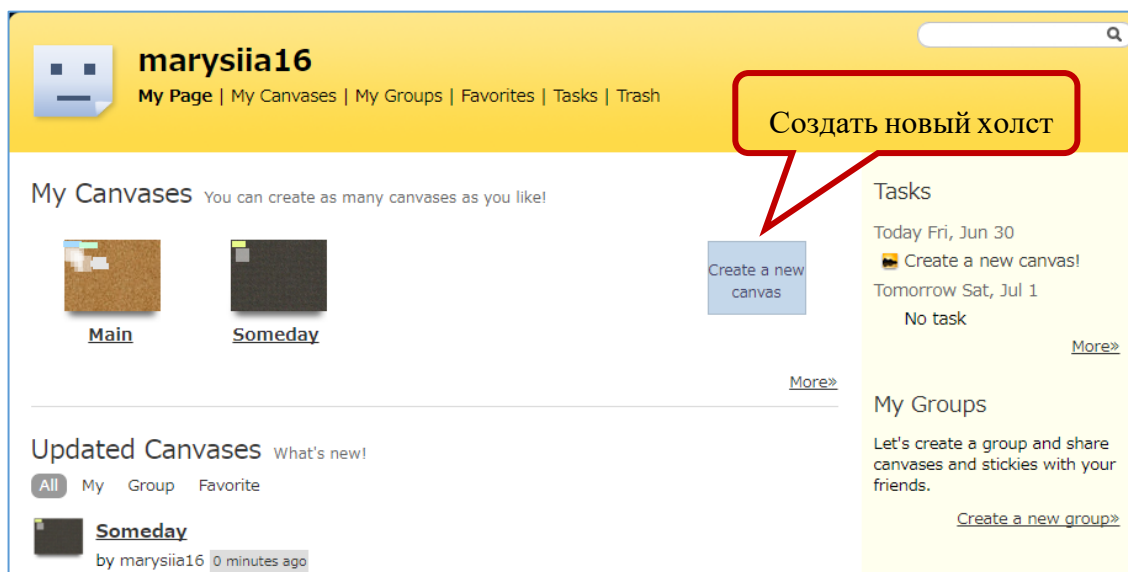 marysiia16
My Page | My Canvases | My Groups | Favorites | Tasks | Trash
Создать новый холст
My Canvases You can create as many canvases as you like!
Create a new
canvas
Main
Someday
More»
Updated Canvases What's new!
All My Group Favorite
Someday
by marysiia16 0 minutes ago
Tasks
Today Fri, Jun 30
Create a new canvas!
Tomorrow Sat, Jul 1
No task
More»
My Groups
Let's create a group and share
canvases and stickies with your
friends.
Create a new group»